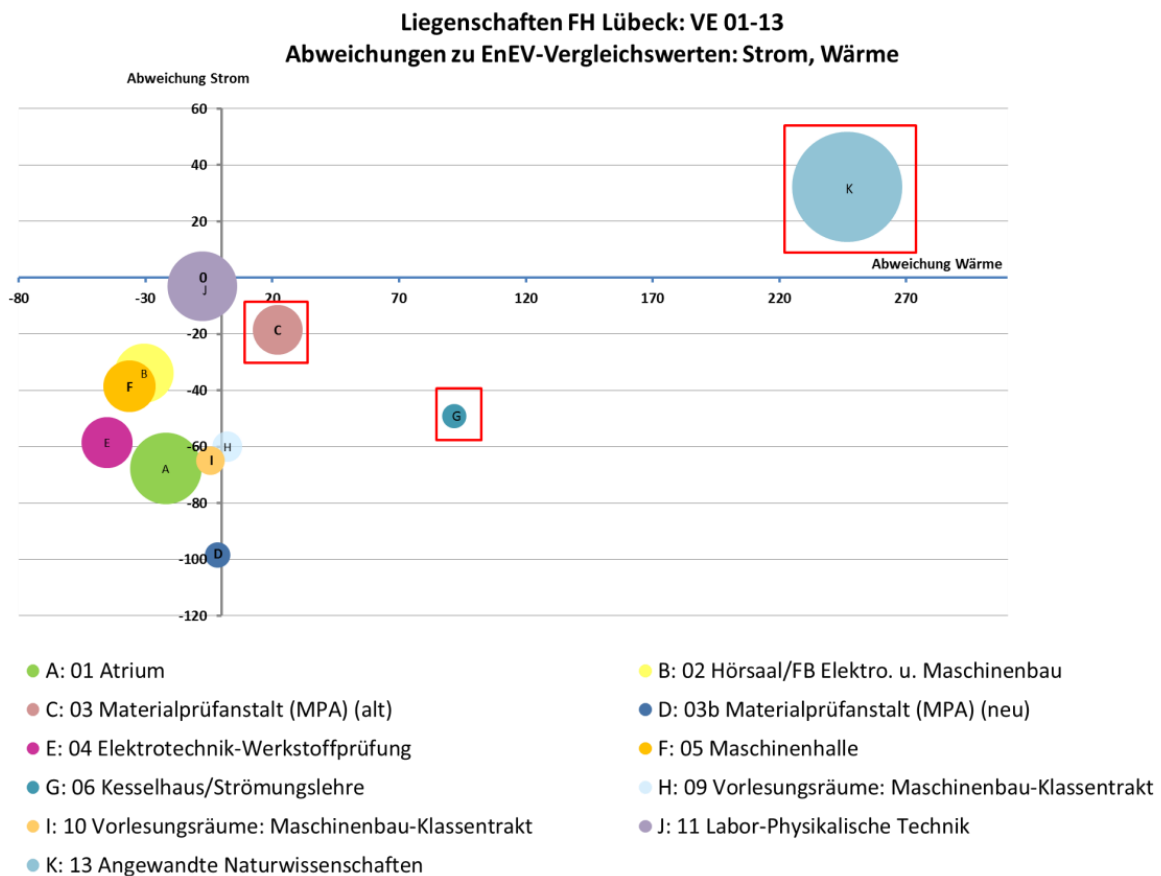 Liegenschaften FH Lübeck: VE 01-13
Abweichungen zu EnEV-Vergleichswerten: Strom, Wärme
Abweichung Strom
60
40
K
20
Abweichung Wärme
0
J
-80 -30 20 70 120 170 220 270
-20
C
B
F
-40
G
E
H
-60
I
A
-80
D
-100
-120
A: 01 Atrium
B: 02 Hörsaal/FB Elektro. u. Maschinenbau
C: 03 Materialprüfanstalt (MPA) (alt)
D: 03b Materialprüfanstalt (MPA) (neu)
E: 04 Elektrotechnik-Werkstoffprüfung
F: 05 Maschinenhalle
G: 06 Kesselhaus/Strömungslehre
H: 09 Vorlesungsräume: Maschinenbau-Klassentrakt
I: 10 Vorlesungsräume: Maschinenbau-Klassentrakt
J: 11 Labor-Physikalische Technik
K: 13 Angewandte Naturwissenschaften